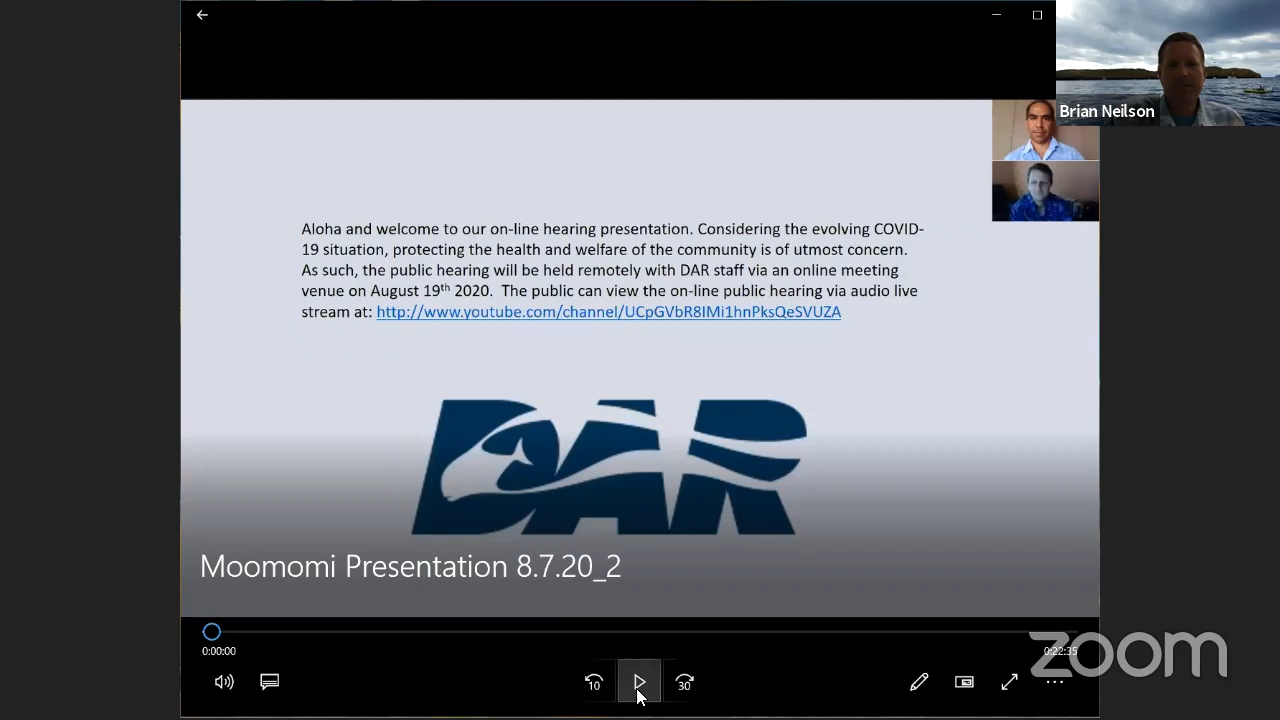 Brian Neilson
Aloha and welcome to our on-line hearing presentation. Considering the evolving COVID-
19 situation, protecting the health and welfare of the community is of utmost concern.
As such, the public hearing will be held remotely with DAR staff via an online meeting
venue on August 19th 2020. The public can view the on-line public hearing via audio live
stream at: http://www.youtube.com/channel/UCpGVbR8IMi1hnPksQeSVUZA
DAR
Moomomi Presentation 8.7.20_2
0:00:00
0:22:35
10
30
zoom